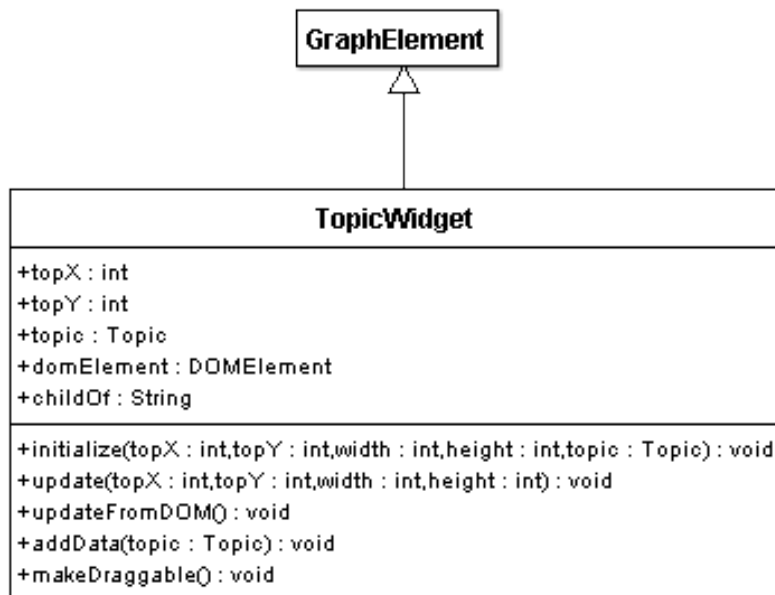 GraphElement
TopicWidget
+topX : int
+topY : int
+topic : Topic
+domElement : DOMElement
+childOf : String
+initialize(topX : int,topY : int,width : int,height : int,topic : Topic) : void
+update(topX : int,topY : int,width : int,height : int) : void
+updateFromDOM() : void
+addData(topic : Topic) : void
+makeDraggable() : void